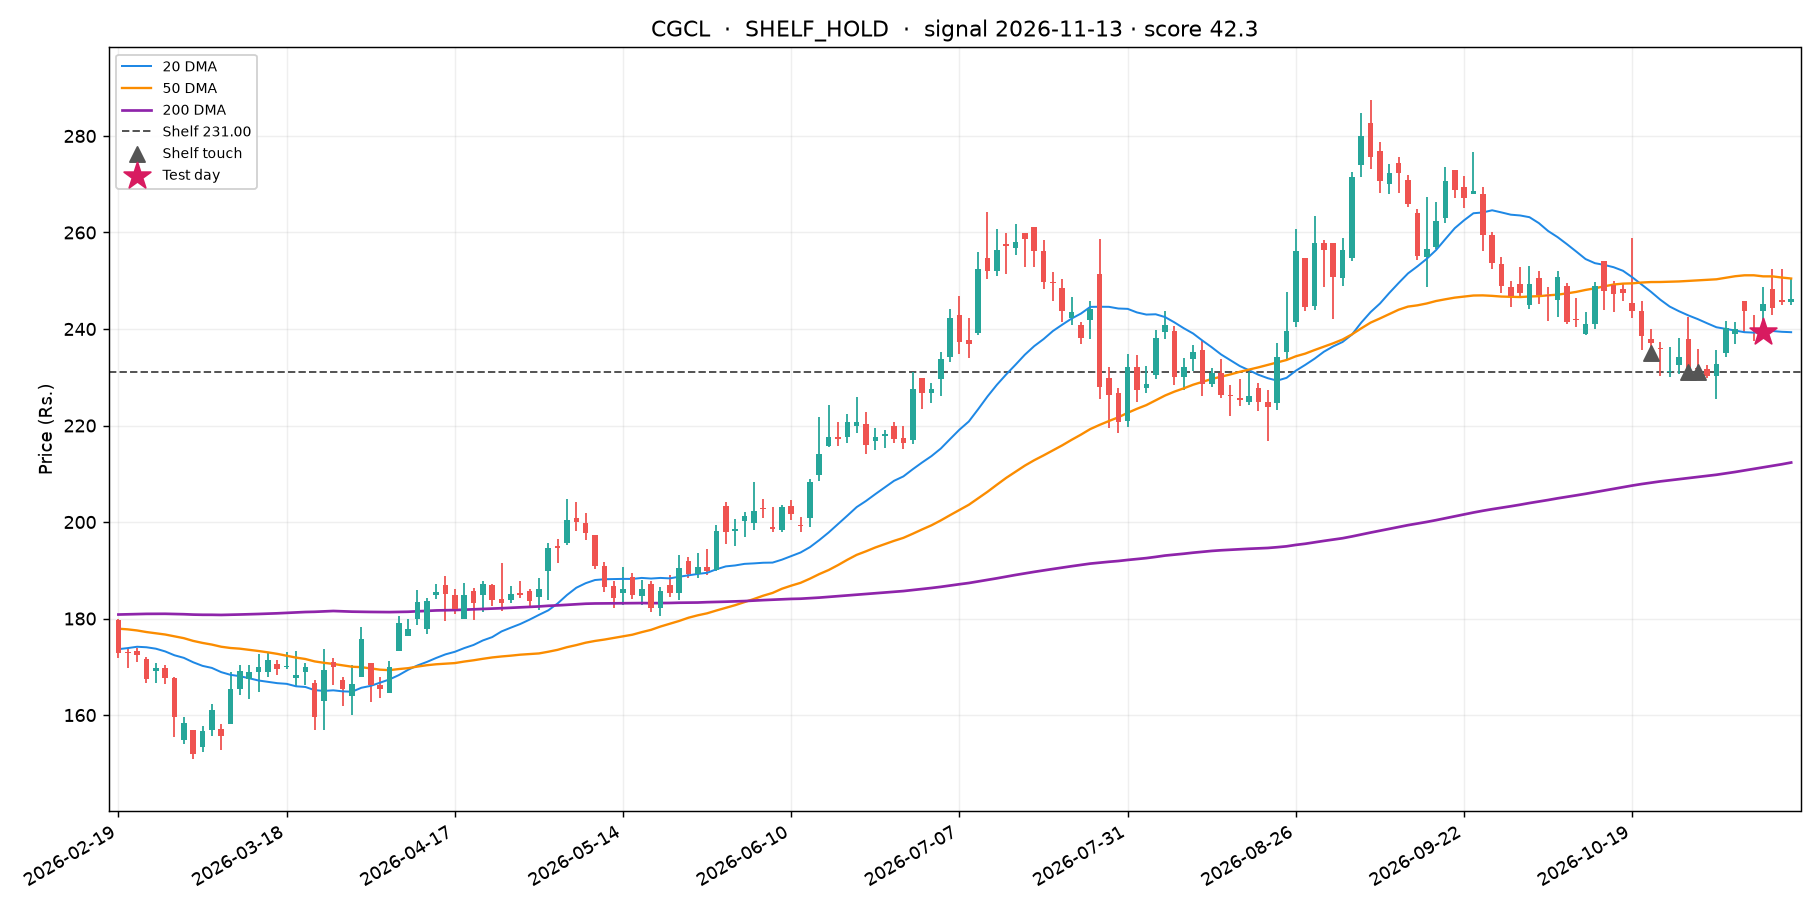 CGCL · SHELF_HOLD · signal 2026-11-13 · score 42.3
20 DMA
50 DMA
200 DMA
Shelf 231.00
Shelf touch
Test day
Price (Rs.)
280
260
240
220
200
180
160
2026-02-19
2026-03-18
2026-04-17
2026-05-14
2026-06-10
2026-07-07
2026-07-31
2026-08-26
2026-09-22
2026-10-19